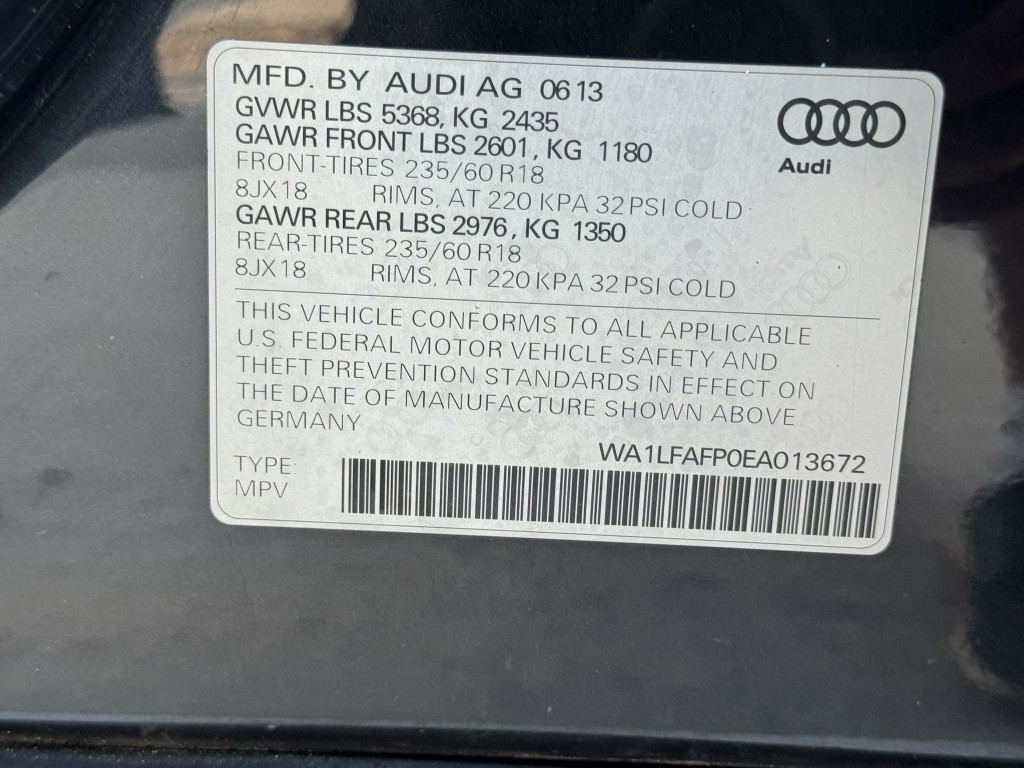 MFD. BY AUDI AG 06 13
GVWR LBS 5368, KG 2435
GAWR FRONT LBS 2601, KG 1180
FRONT-TIRES 235/60 R18
8JX18 RIMS, AT 220 KPA 32 PSI COLD
GAWR REAR LBS 2976, KG 1350
REAR-TIRES 235/60 R18
8JX18 RIMS, AT 220 KPA 32 PSI COLD
Audi
THIS VEHICLE CONFORMS TO ALL APPLICABLE
U.S. FEDERAL MOTOR VEHICLE SAFETY AND
THEFT PREVENTION STANDARDS IN EFFECT ON
THE DATE OF MANUFACTURE SHOWN ABOVE
GERMANY
WA1LFAFP0EA013672
TYPE:
MPV